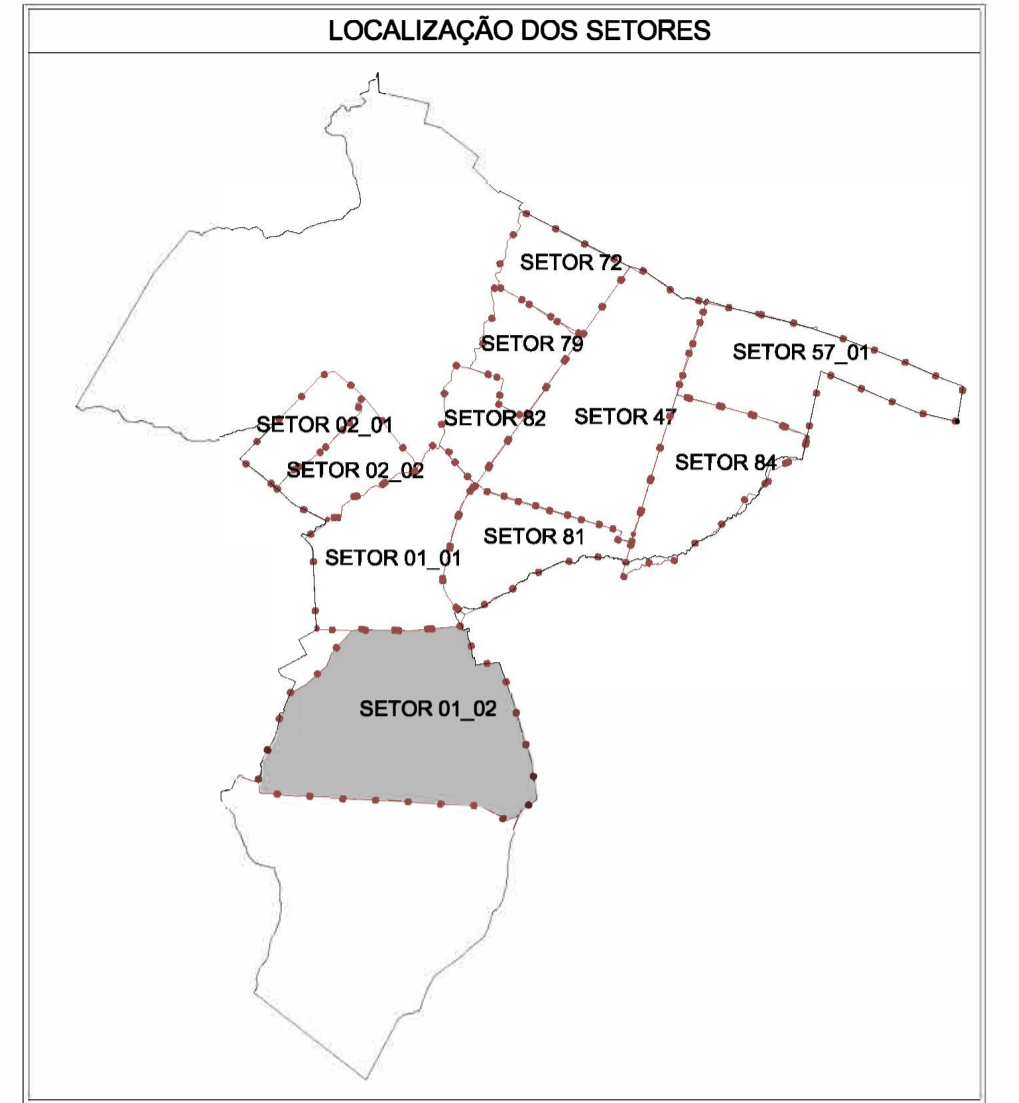 LOCALIZAÇÃO DOS SETORES
SETOR 72
SETOR 79
SETOR 57_01
SETOR 02_01
SETOR 82
SETOR 47
SETOR 02_02
SETOR 84
SETOR 81
SETOR 01_01
SETOR 01_02